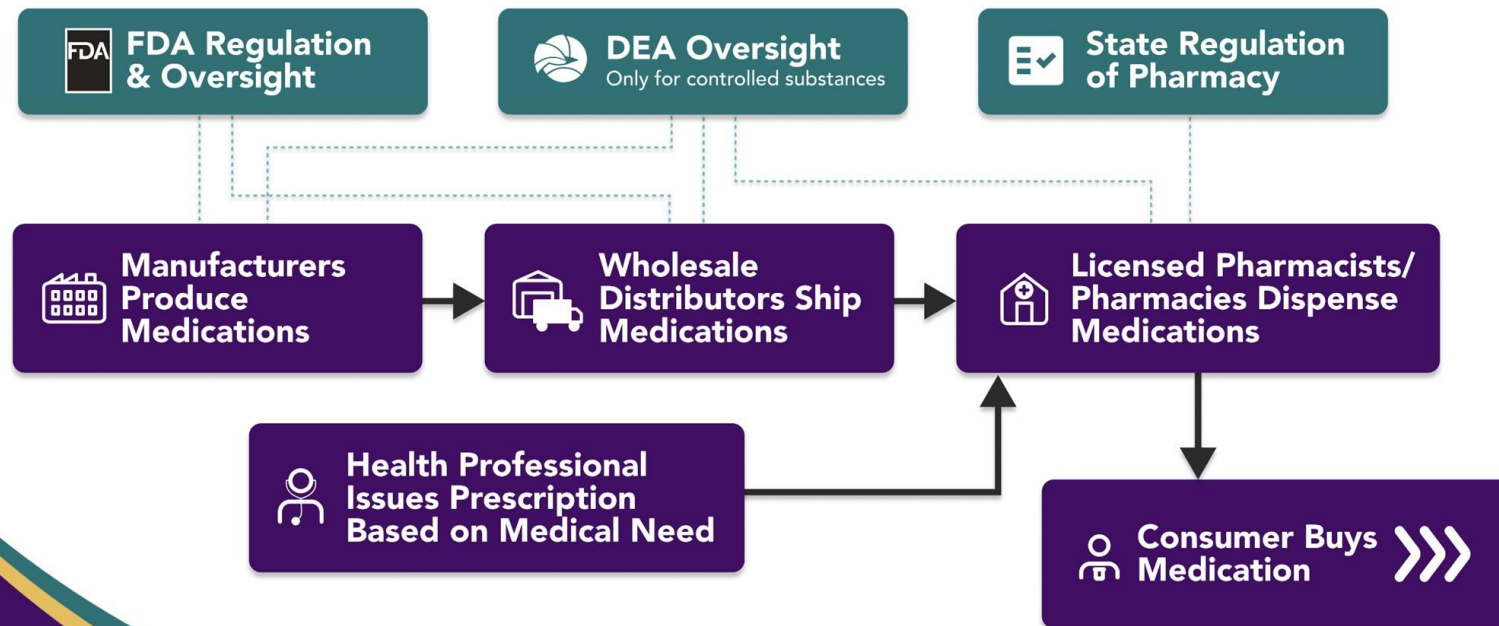 FDA
FDA Regulation
& Oversight
DEA Oversight
Only for controlled substances
State Regulation
of Pharmacy
Manufacturers
Produce
Medications
Wholesale
Distributors Ship
Medications
Licensed Pharmacists/
Pharmacies Dispense
Medications
Health Professional
Issues Prescription
Based on Medical Need
Consumer Buys
Medication